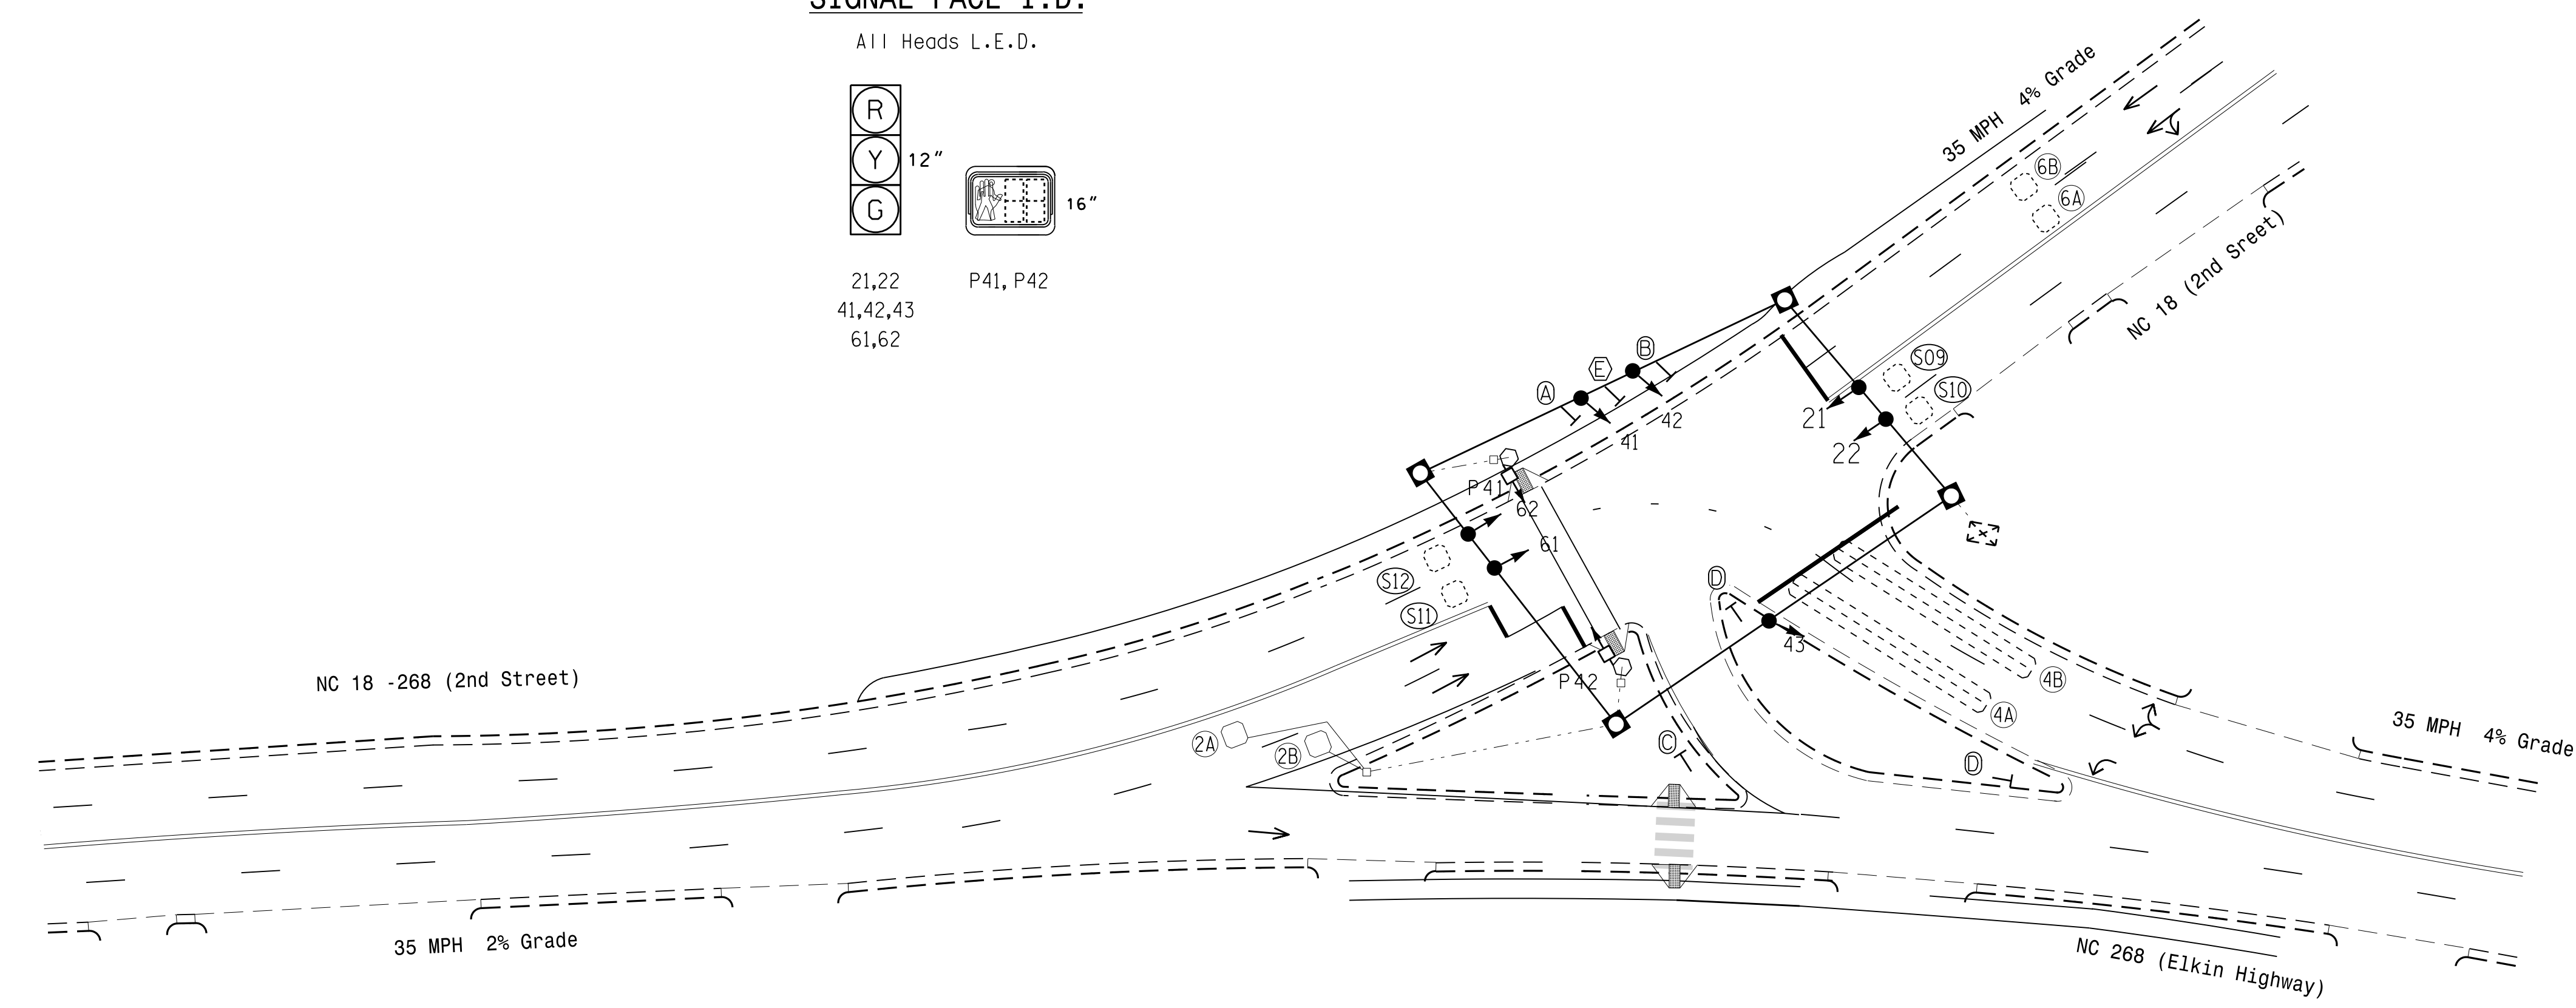 SIGNAL FACE I.D.
All Heads L.E.D.
R
Y
G
12"
16"
21,22
41,42,43
61,62
P41, P42
35 MPH 4% Grade
6B
6A
NC 18 (2nd Sreet)
S09
S10
B
E
A
42
41
21
22
P41
62
61
S12
S11
D
43
4B
4A
P42
C
D
2A
2B
NC 18 -268 (2nd Street)
35 MPH 4% Grade
35 MPH 2% Grade
NC 268 (Elkin Highway)